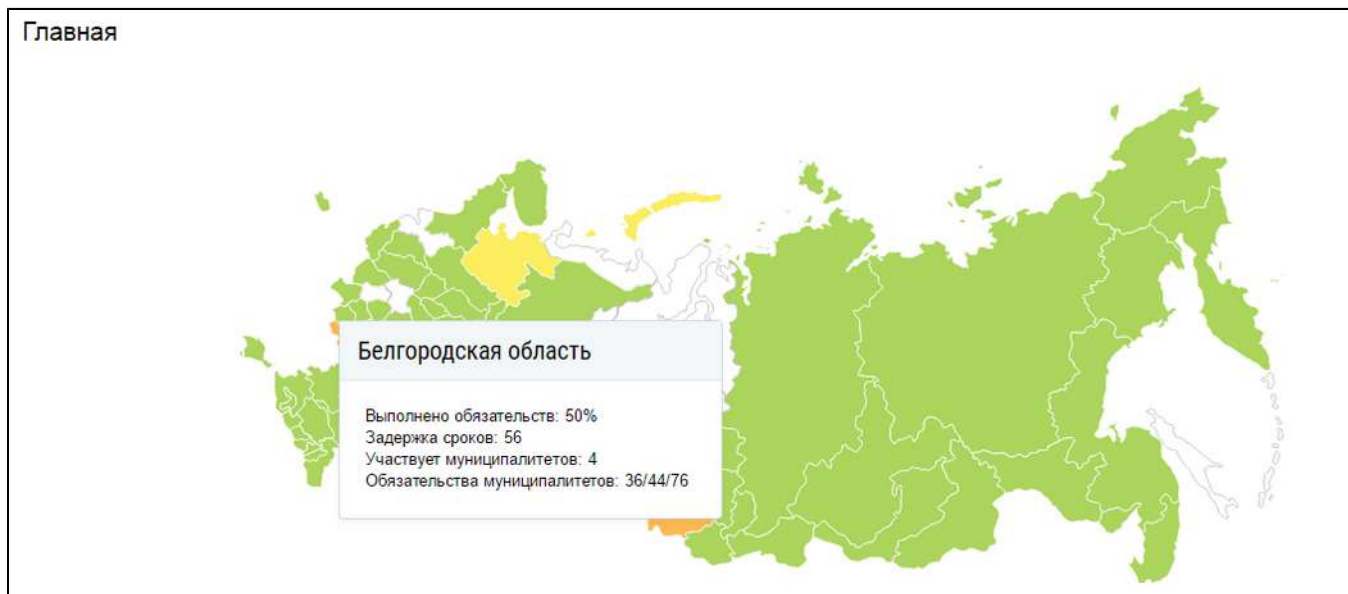 Главная
Белгородская область
Выполнено обязательств: 50%
Задержка сроков: 56
Участвует муниципалитетов: 4
Обязательства муниципалитетов: 36/44/76